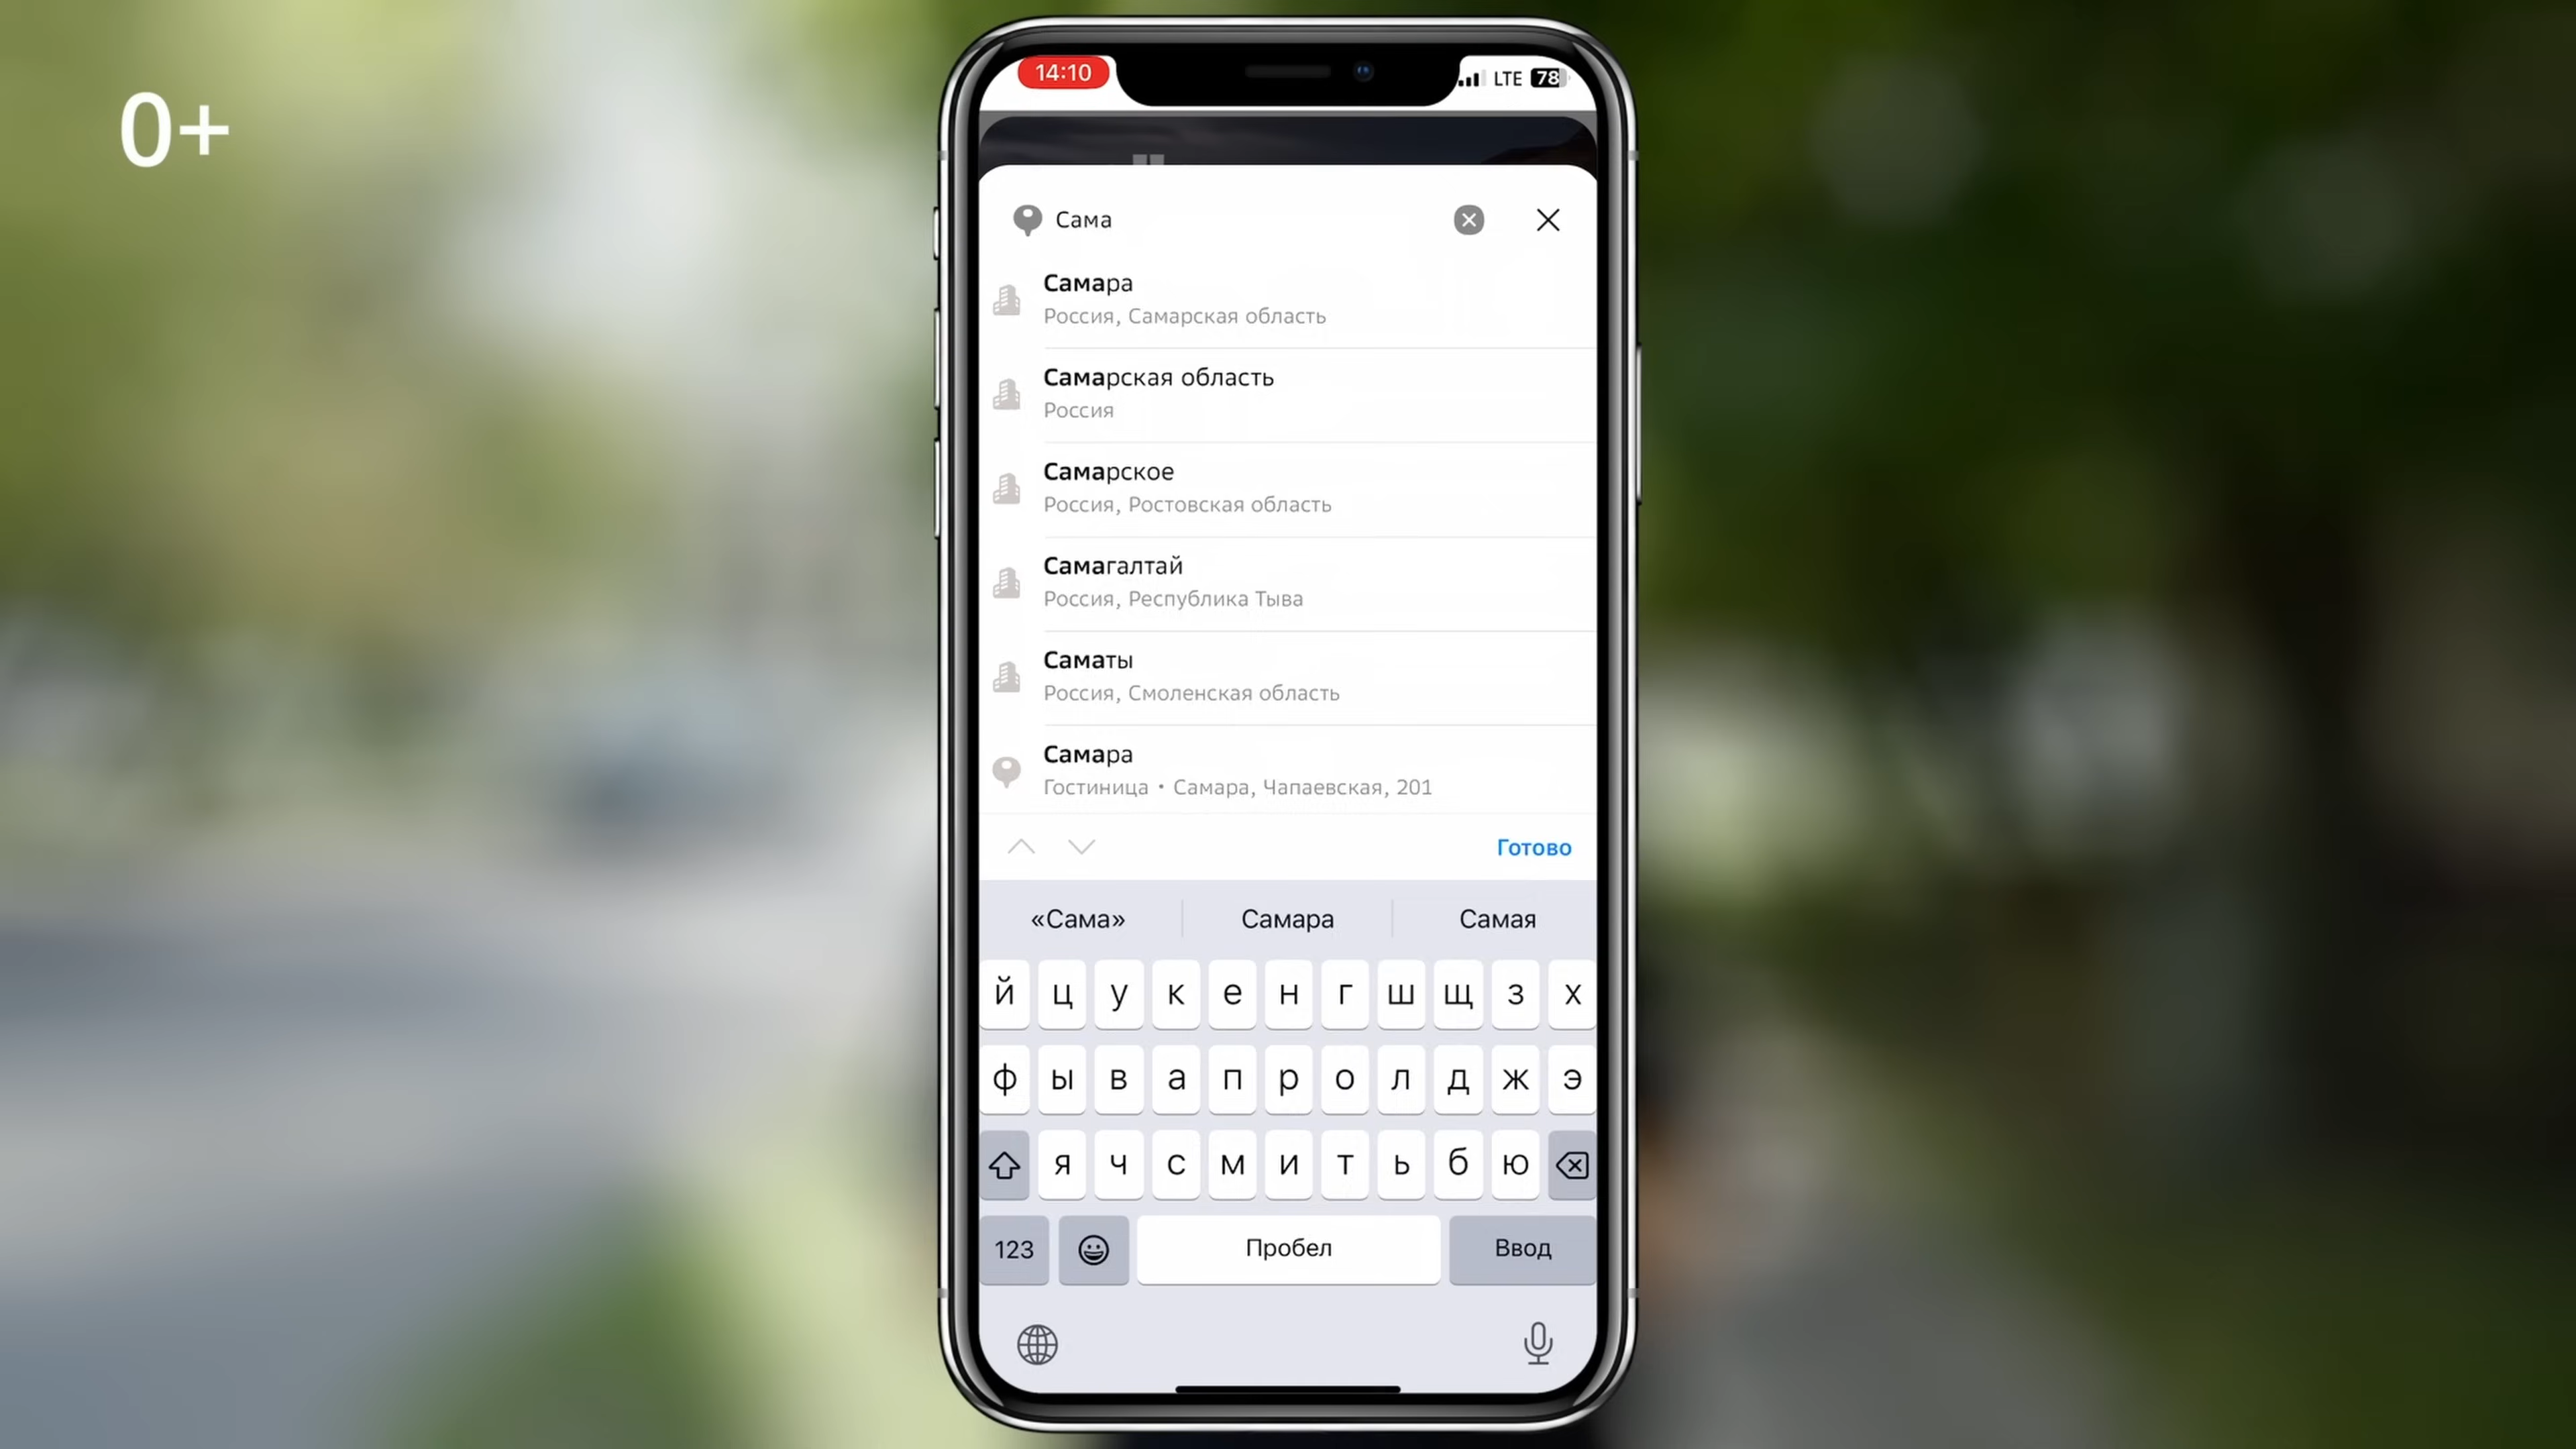 0+
14:10
LTE 78
Сама
Самара
Россия, Самарская область
Самарская область
Россия
Самарское
Россия, Ростовская область
Самагалтай
Россия, Республика Тыва
Саматы
Россия, Смоленская область
Самара
Гостиница • Самара, Чапаевская, 201
Готово
«Сама» Самара Самая
й ц у к е н г ш щ з х
ф ы в а п р о л д ж э
я ч с м и т ь б ю
123 Пробел Ввод